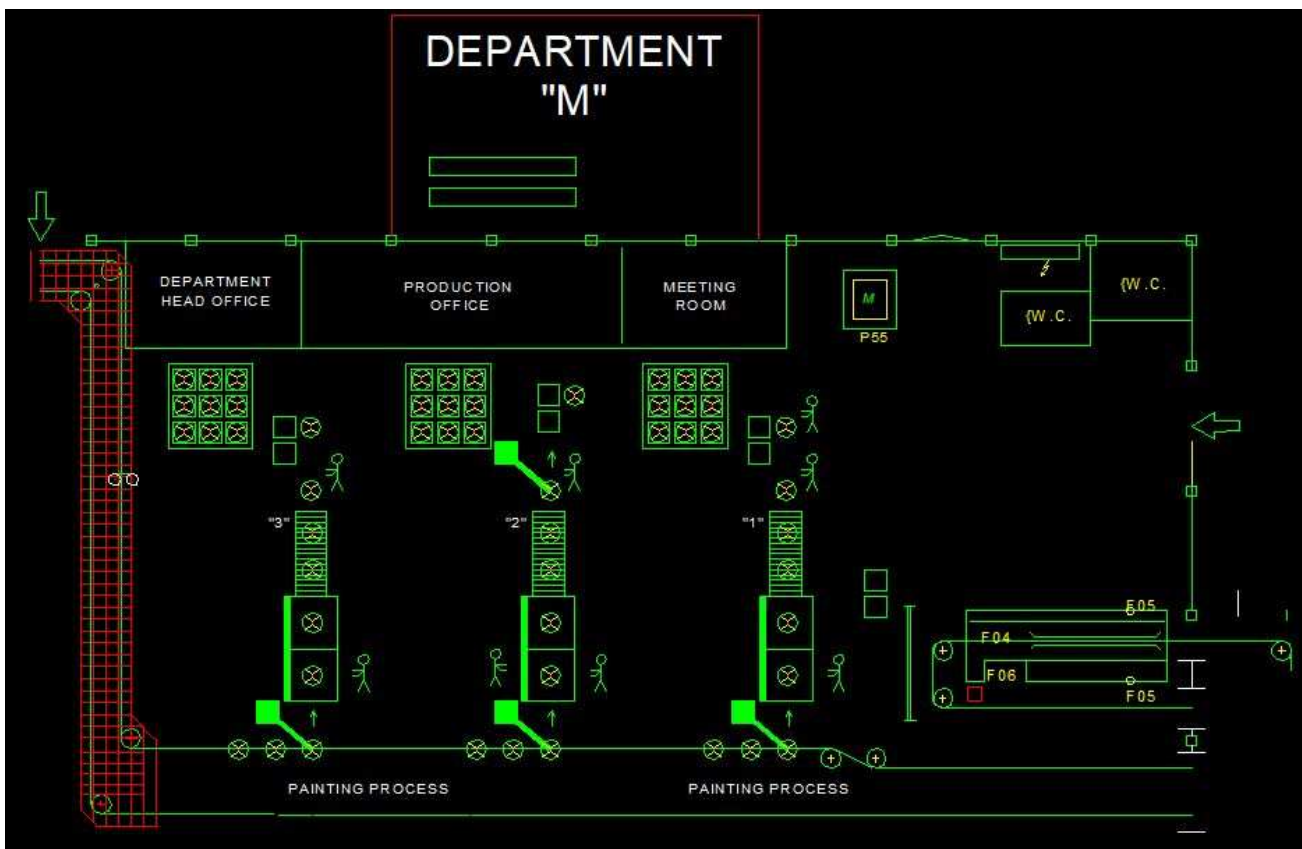 DEPARTMENT
"M"
DEPARTMENT
HEAD OFFICE
PRODUCTION
OFFICE
MEETING
ROOM
M
P55
{W.C.
{W.C.
"3"
"2"
"1"
F05
F04
F06
F05
PAINTING PROCESS
PAINTING PROCESS